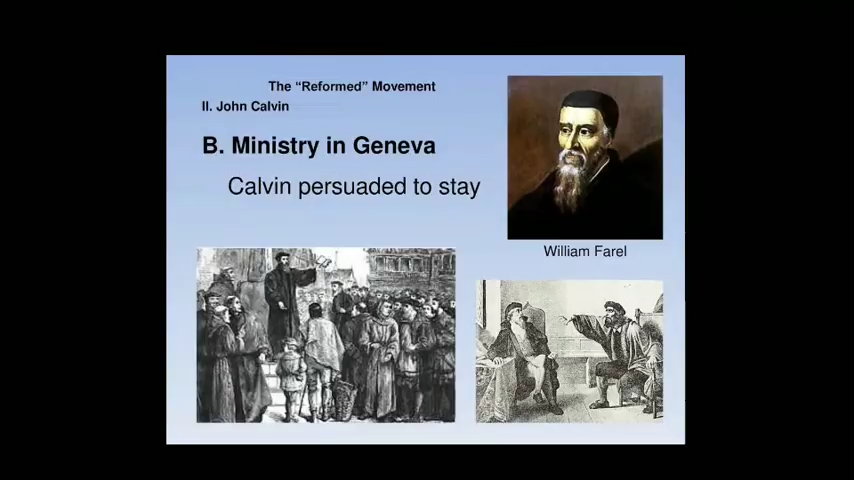 The “Reformed” Movement
II. John Calvin
B. Ministry in Geneva
Calvin persuaded to stay
William Farel